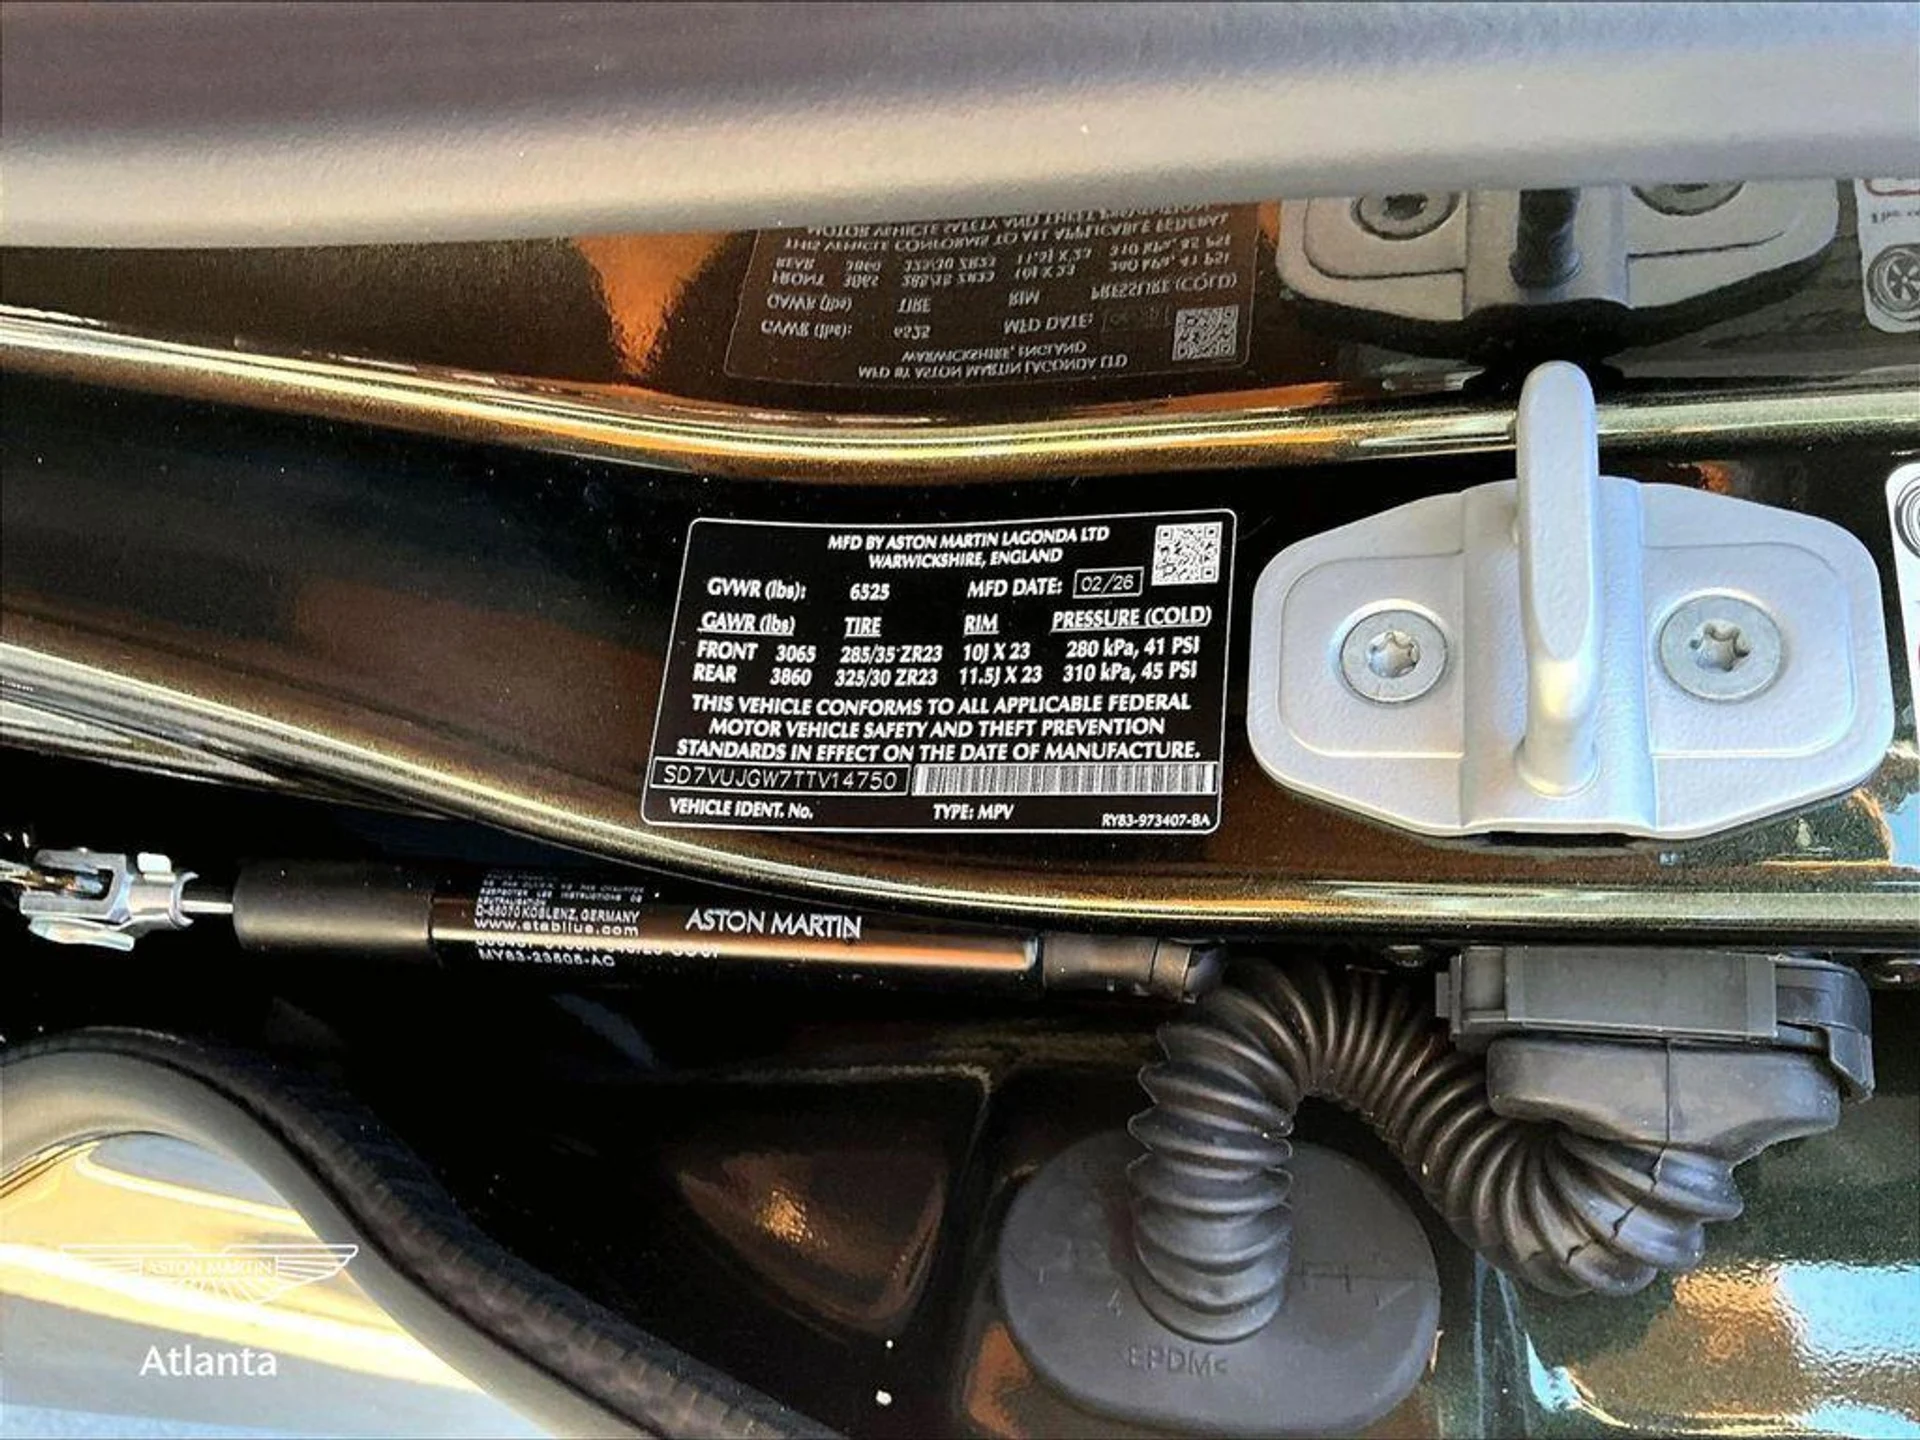 MFD BY ASTON MARTIN LAGONDA LTD
WARWICKSHIRE, ENGLAND
GVWR (lbs): 6525 MFD DATE: 02/26
GAWR (lbs) TIRE RIM PRESSURE (COLD)
FRONT 3065 285/35 ZR23 10J X 23 280 kPa, 41 PSI
REAR 3860 325/30 ZR23 11.5J X 23 310 kPa, 45 PSI
THIS VEHICLE CONFORMS TO ALL APPLICABLE FEDERAL
MOTOR VEHICLE SAFETY AND THEFT PREVENTION
STANDARDS IN EFFECT ON THE DATE OF MANUFACTURE.
SD7VUJGW7TTV14750
VEHICLE IDENT. No. TYPE: MPV RY83-973407-BA
D-56070 KOBLENZ, GERMANY
www.stabilus.com
ASTON MARTIN
EPDM<
ASTON MARTIN
Atlanta